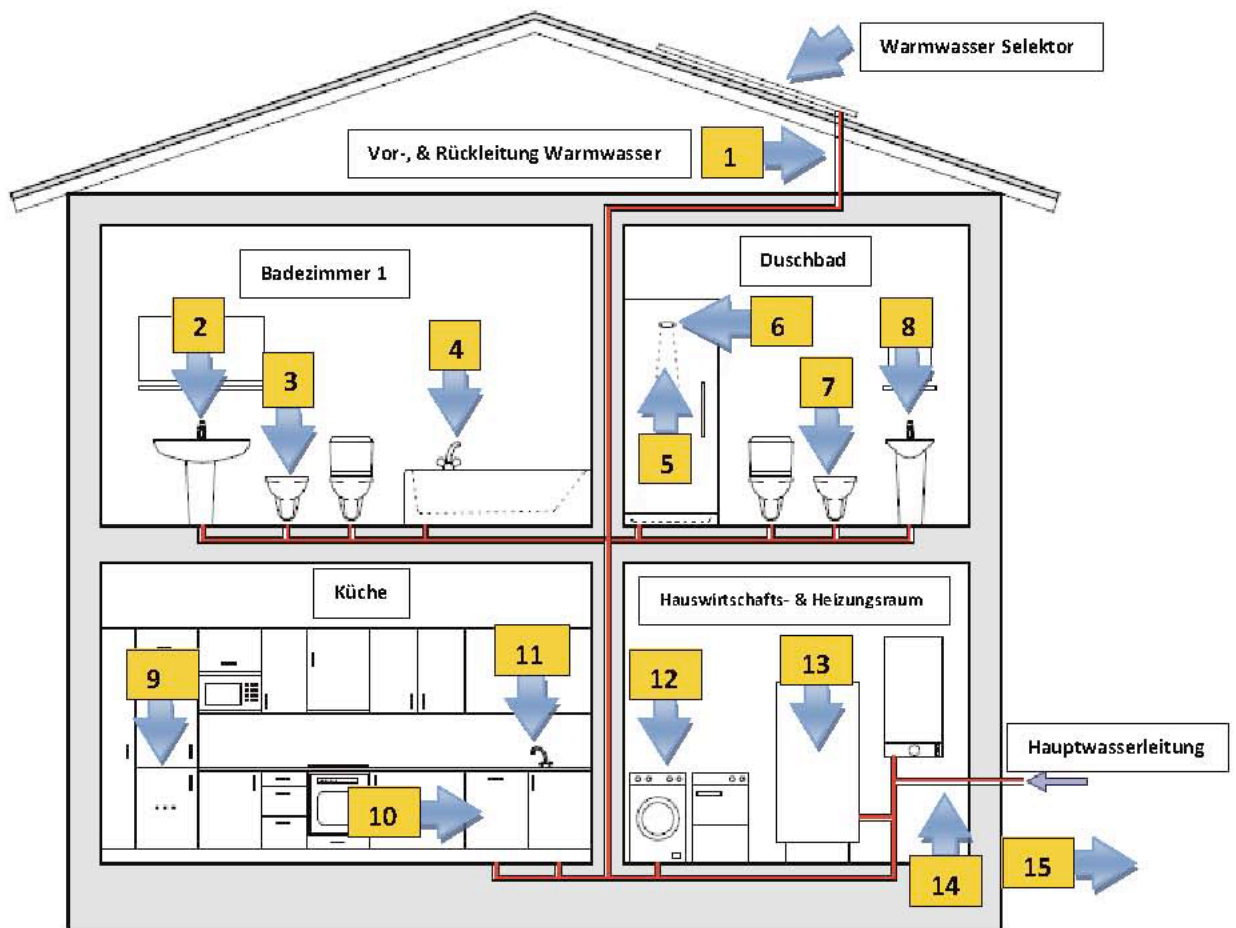 Warmwasser Selektor
Vor-, & Rückleitung Warmwasser
1
Badezimmer 1
Duschbad
2
3
4
5
6
7
8
Küche
Hauswirtschafts- & Heizungsraum
9
10
11
12
13
Hauptwasserleitung
14
15